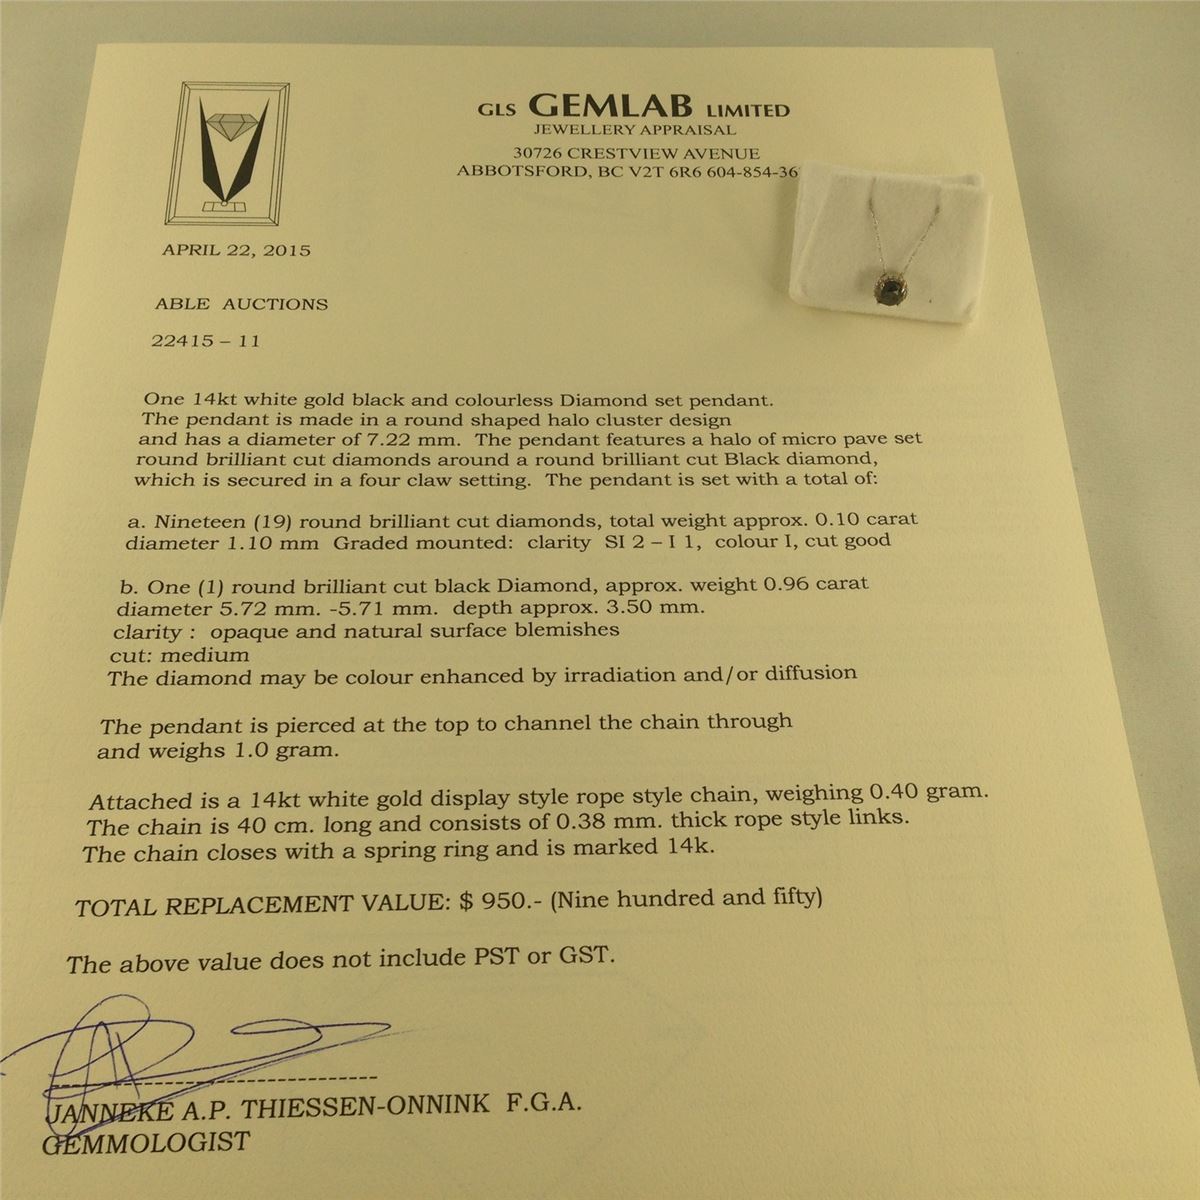 GLS GEMLAB LIMITED
JEWELLERY APPRAISAL
30726 CRESTVIEW AVENUE
ABBOTSFORD, BC V2T 6R6 604-854-36
APRIL 22, 2015
ABLE AUCTIONS
22415 – 11
One 14kt white gold black and colourless Diamond set pendant.
The pendant is made in a round shaped halo cluster design
and has a diameter of 7.22 mm. The pendant features a halo of micro pave set
round brilliant cut diamonds around a round brilliant cut Black diamond,
which is secured in a four claw setting. The pendant is set with a total of:
a. Nineteen (19) round brilliant cut diamonds, total weight approx. 0.10 carat
diameter 1.10 mm Graded mounted: clarity SI 2 – I 1, colour I, cut good
b. One (1) round brilliant cut black Diamond, approx. weight 0.96 carat
diameter 5.72 mm. -5.71 mm. depth approx. 3.50 mm.
clarity : opaque and natural surface blemishes
cut: medium
The diamond may be colour enhanced by irradiation and/or diffusion
The pendant is pierced at the top to channel the chain through
and weighs 1.0 gram.
Attached is a 14kt white gold display style rope style chain, weighing 0.40 gram.
The chain is 40 cm. long and consists of 0.38 mm. thick rope style links.
The chain closes with a spring ring and is marked 14k.
TOTAL REPLACEMENT VALUE: $ 950.- (Nine hundred and fifty)
The above value does not include PST or GST.
JANNEKE A.P. THIESSEN-ONNINK F.G.A.
GEMMOLOGIST